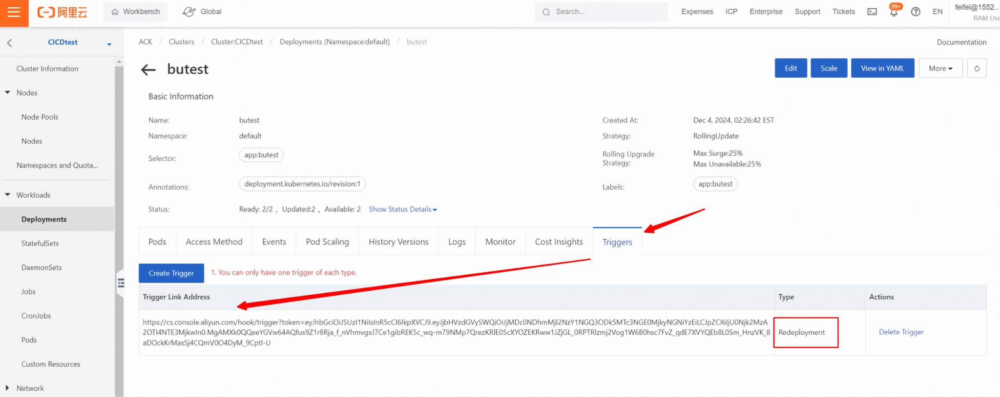 阿里云
Workbench
Global
Search...
Expenses
ICP
Enterprise
Support
Tickets
99+
EN
feifei@1552...
RAM Use
CICDtest
Cluster Information
Nodes
Node Pools
Nodes
Namespaces and Quota...
Workloads
Deployments
StatefulSets
DaemonSets
Jobs
CronJobs
Pods
Custom Resources
Network
ACK / Clusters / Cluster:CICDtest / Deployments (Namespace:default) / butest
Documentation
butest
Edit
Scale
View in YAML
More
Basic Information
Name: butest
Created At: Dec 4, 2024, 02:26:42 EST
Namespace: default
Strategy: RollingUpdate
Selector: app:butest
Rolling Upgrade
Strategy:
Max Surge:25%
Max Unavailable:25%
Annotations: deployment.kubernetes.io/revision:1
Labels: app:butest
Status: Ready: 2/2 , Updated:2 , Available: 2 Show Status Details
Pods
Access Method
Events
Pod Scaling
History Versions
Logs
Monitor
Cost Insights
Triggers
Create Trigger
1. You can only have one trigger of each type.
Trigger Link Address
Type
Actions
https://cs.console.aliyun.com/hook/trigger?token=
Redeployment
Delete Trigger